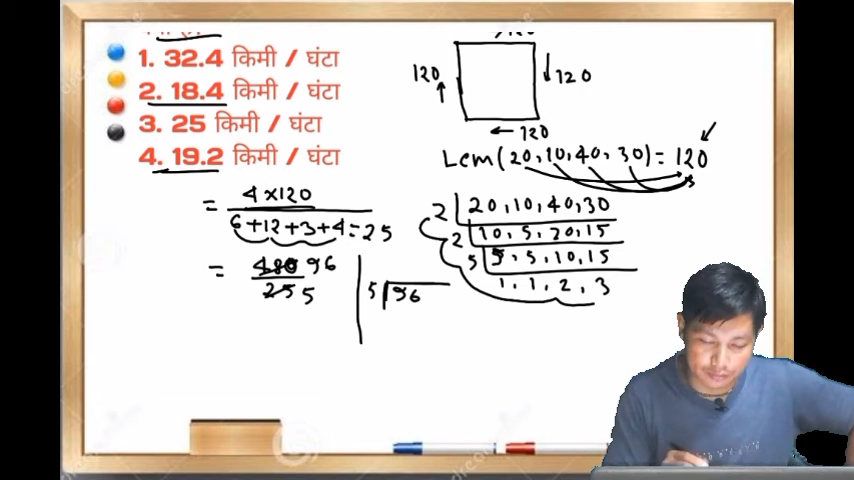 1. 32.4 किमी / घंटा
2. 18.4 किमी / घंटा
3. 25 किमी / घंटा
4. 19.2 किमी / घंटा
120
120
← 120
Lcm(20,10,40,30) = 120
= 4×120
6+12+3+4 = 25
= 480 96
25 5
5 96
2 20,10,40,30
2 10,5,20,15
5 5,5,10,15
1,1,2,3